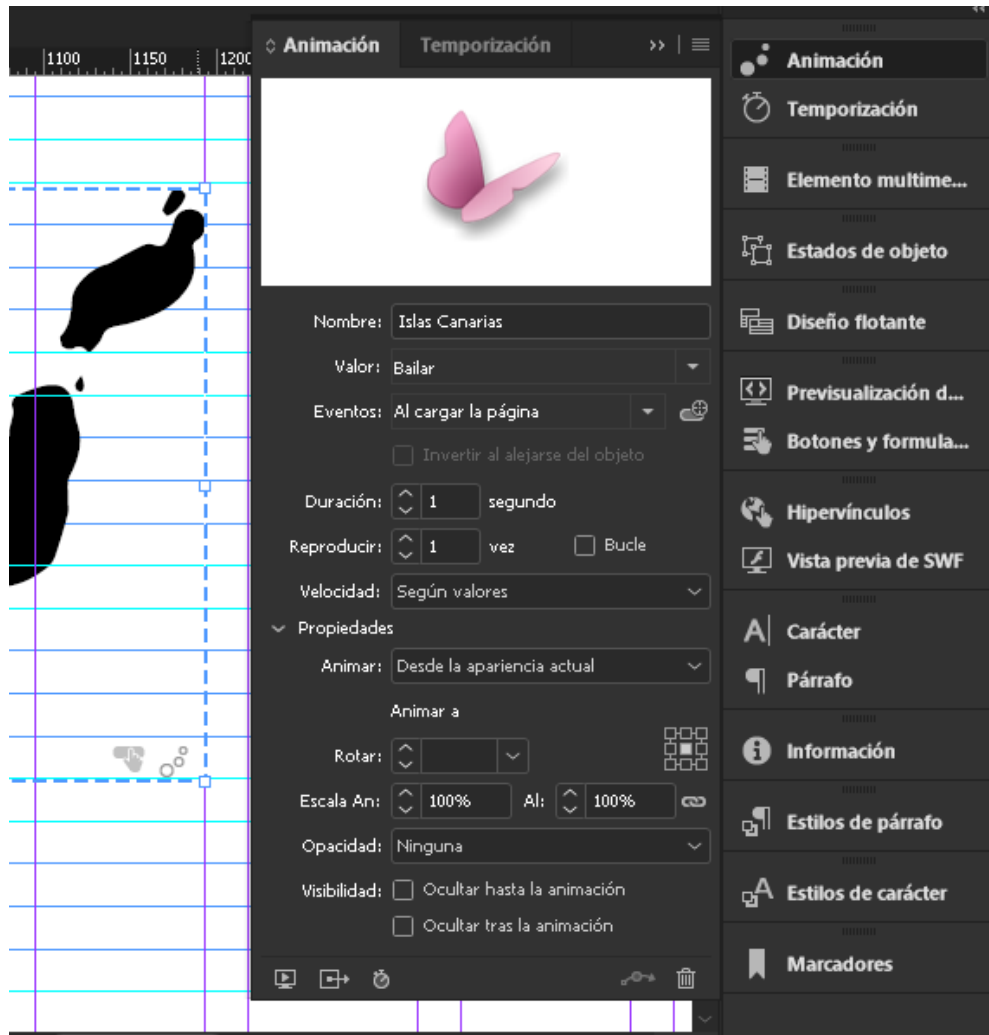 1100 1150 1200
Animación Temporización
Nombre: Islas Canarias
Valor: Bailar
Eventos: Al cargar la página
Invertir al alejarse del objeto
Duración: 1 segundo
Reproducir: 1 vez Bucle
Velocidad: Según valores
Propiedades
Animar: Desde la apariencia actual
Animar a
Rotar:
Escala An: 100% Al: 100%
Opacidad: Ninguna
Visibilidad: Ocultar hasta la animación
Ocultar tras la animación
Animación
Temporización
Elemento multime...
Estados de objeto
Diseño flotante
Previsualización d...
Botones y formula...
Hipervínculos
Vista previa de SWF
Carácter
Párrafo
Información
Estilos de párrafo
Estilos de carácter
Marcadores